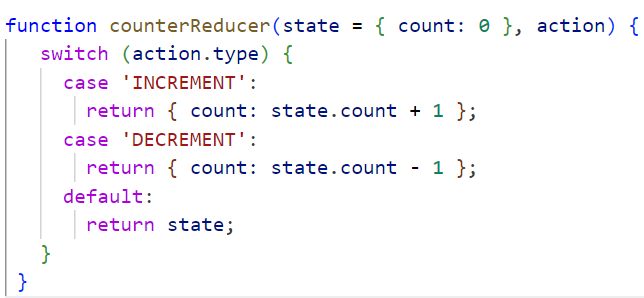 function counterReducer(state = { count: 0 }, action) {
switch (action.type) {
case 'INCREMENT':
return { count: state.count + 1 };
case 'DECREMENT':
return { count: state.count - 1 };
default:
return state;
}
}